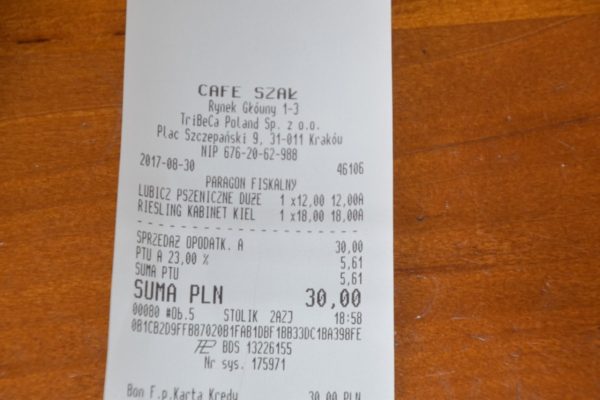 CAFE SZAŁ
Rynek Główny 1-3
TriBeCa Poland Sp. z o.o.
Plac Szczepański 9, 31-011 Kraków
NIP 676-20-62-988
2017-08-30 46106
PARAGON FISKALNY
LUBICZ PSZENICZNE DUŻE 1 x12,00 12,00A
RIESLING KABINET KIEL 1 x18,00 18,00A
SPRZEDAŻ OPODATK. A 30,00
PTU A 23,00 % 5,61
SUMA PTU 5,61
SUMA PLN 30,00
00080 #Ob.5 STOLIK 2AZJ 18:58
0B1CB2D9FFB87020B1FAB1DBF1BB33DC1BA398FE
BDS 13226155
Nr sys. 175971
Bon F.p.Karta Kredy 30,00 PLN